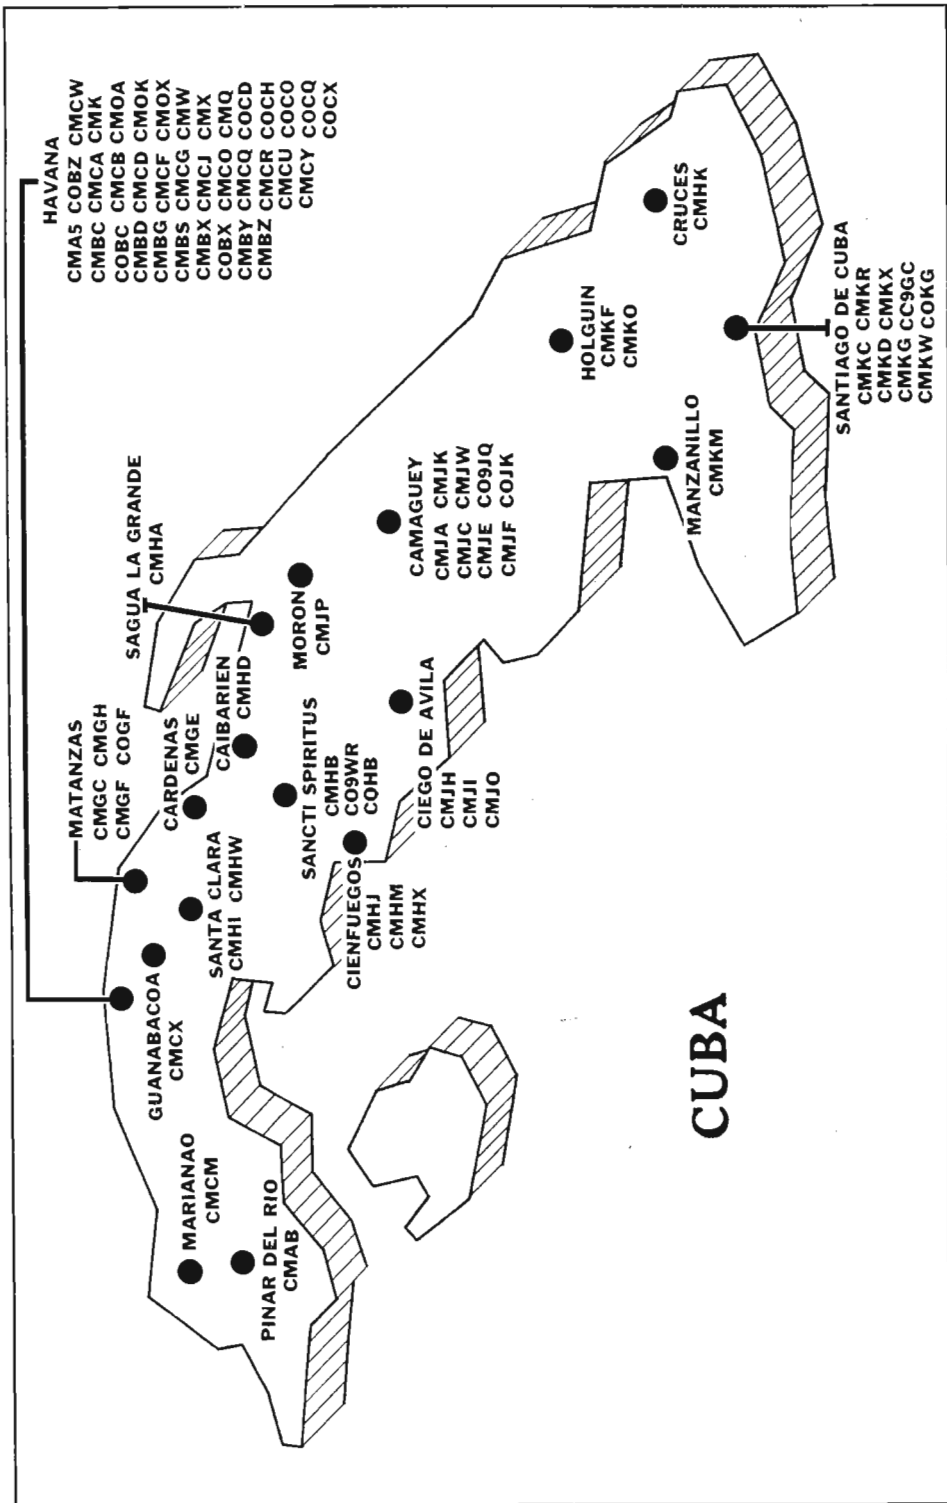 HAVANA
CMA5 COBZ CMCW
CMBC CMCA CMK
COBC CMCB CMOA
CMBD CMCD CMOK
CMBG CMCF CMOX
CMBS CMCG CMW
CMBX CMCJ CMX
COBX CMCO CMQ
CMBY CMCQ COCD
CMBZ CMCR COCH
CMCU COCO
CMCY COCQ
COCX
MATANZAS
CMGC CMGH
CMGF COGF
SAGUA LA GRANDE
CMHA
CARDENAS
CMGE
CAIBARIEN
CMHD
GUANABACOA
CMCX
MARIANAO
CMCM
SANTA CLARA
CMHI CMHW
PINAR DEL RIO
CMAB
MORON
CMJP
SANCTI SPIRITUS
CMHB
CO9WR
COHB
CIENFUEGOS
CMHJ
CMHM
CMHX
CIEGO DE AVILA
CMJH
CMJI
CMJO
CAMAGUEY
CMJA CMJK
CMJC CMJW
CMJE CO9JQ
CMJF COJK
HOLGUIN
CMKF
CMKO
CRUCES
CMHK
MANZANILLO
CMKM
SANTIAGO DE CUBA
CMKC CMKR
CMKD CMKX
CMKG CC9GC
CMKW COKG
CUBA